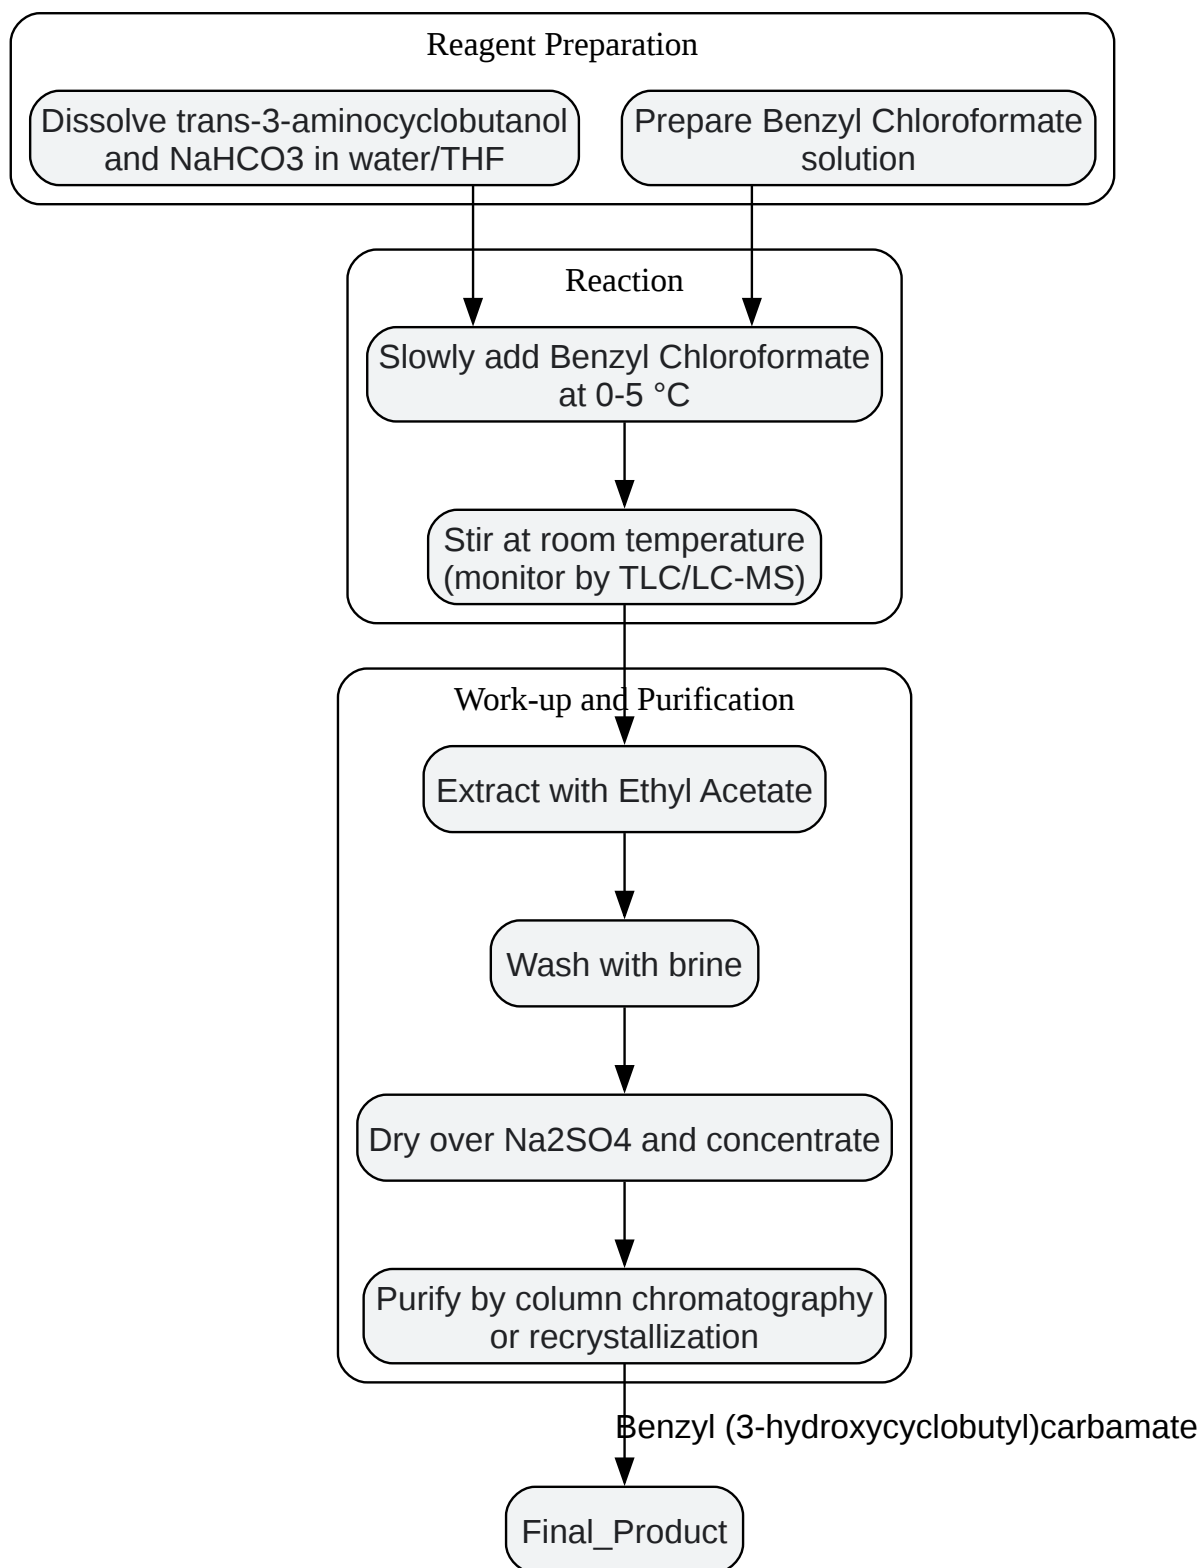 Reagent Preparation
Dissolve trans-3-aminocyclobutanol
and NaHCO3 in water/THF
Prepare Benzyl Chloroformate
solution
Reaction
Slowly add Benzyl Chloroformate
at 0-5 °C
Stir at room temperature
(monitor by TLC/LC-MS)
Work-up and Purification
Extract with Ethyl Acetate
Wash with brine
Dry over Na2SO4 and concentrate
Purify by column chromatography
or recrystallization
Benzyl (3-hydroxycyclobutyl)carbamate
Final_Product